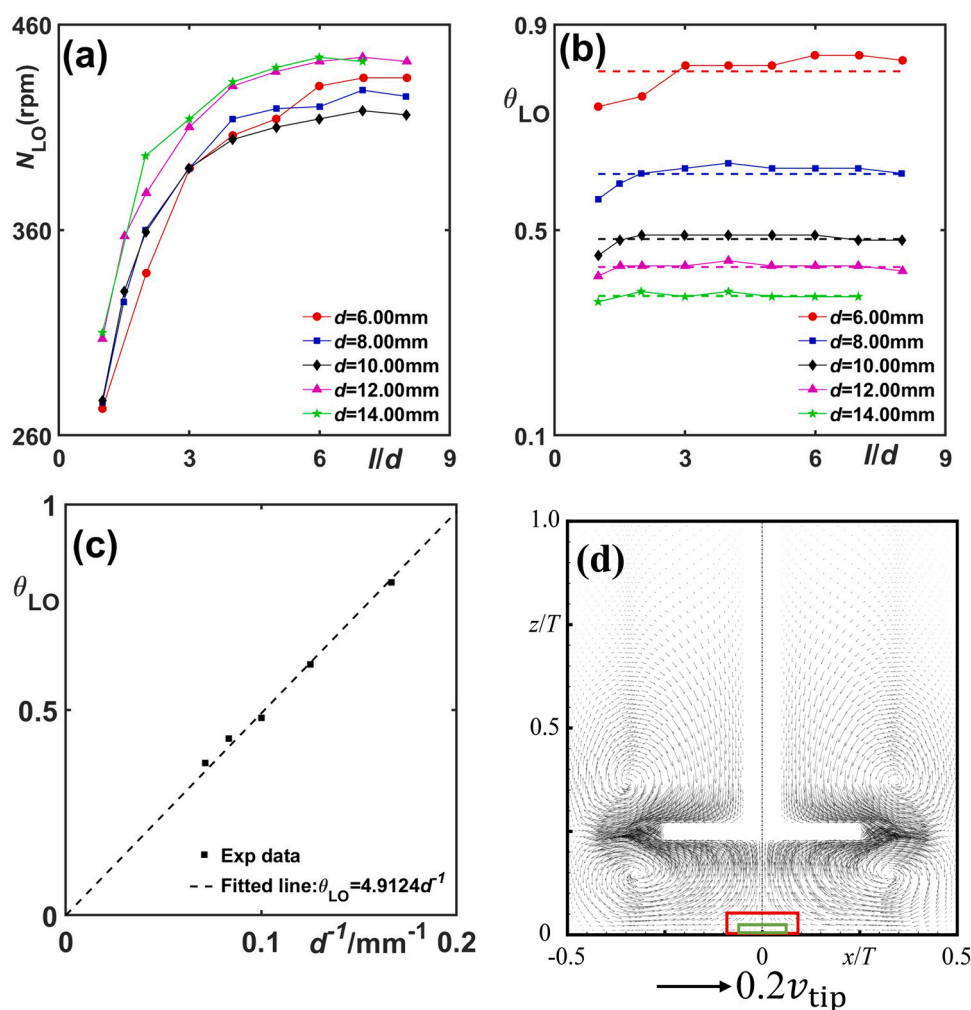 (a)
460
360
260
N_LO(rpm)
0 3 6 l/d 9
d=6.00mm
d=8.00mm
d=10.00mm
d=12.00mm
d=14.00mm
(b)
0.9
θ_LO
0.5
0.1
0 3 6 l/d 9
d=6.00mm
d=8.00mm
d=10.00mm
d=12.00mm
d=14.00mm
(c)
1
θ_LO
0.5
0
0 0.1 d⁻¹/mm⁻¹ 0.2
Exp data
Fitted line:θ_LO=4.9124d⁻¹
(d)
1.0
z/T
0.5
0
-0.5 0 x/T 0.5
0.2v_tip